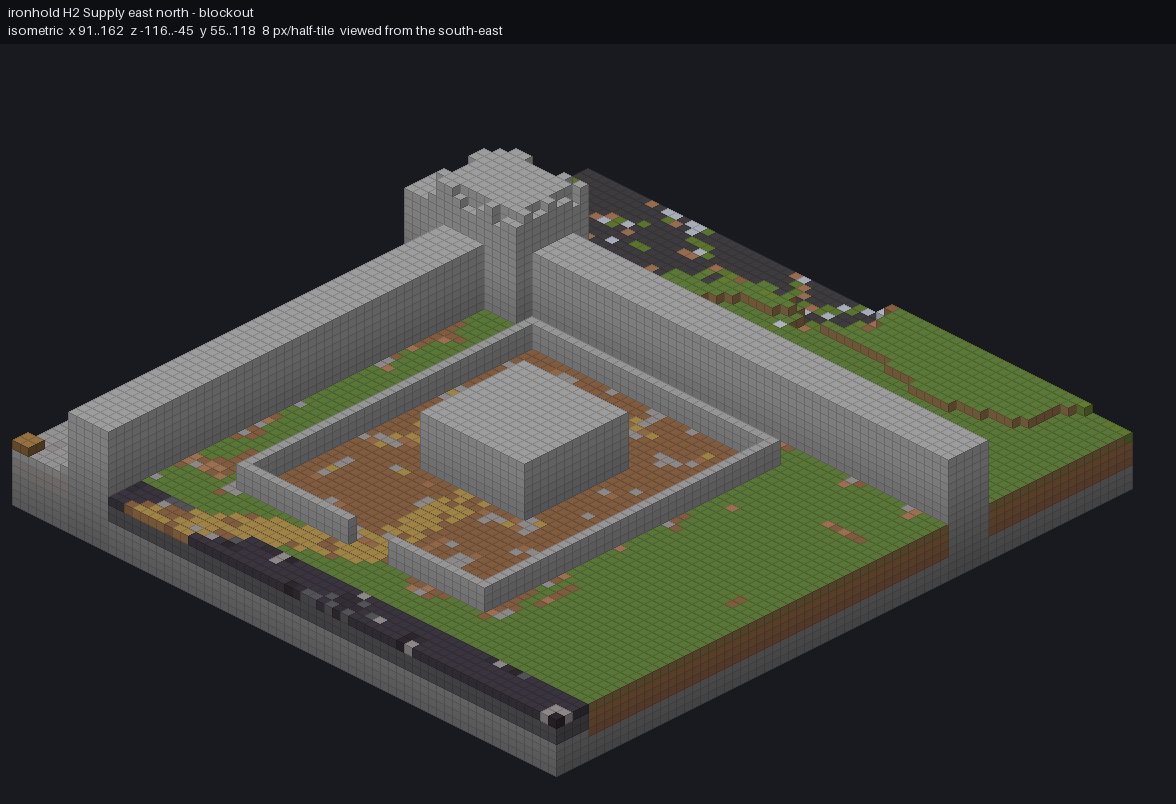 ironhold H2 Supply east north - blockout
isometric  x 91..162  z -116..-45  y 55..118  8 px/half-tile  viewed from the south-east